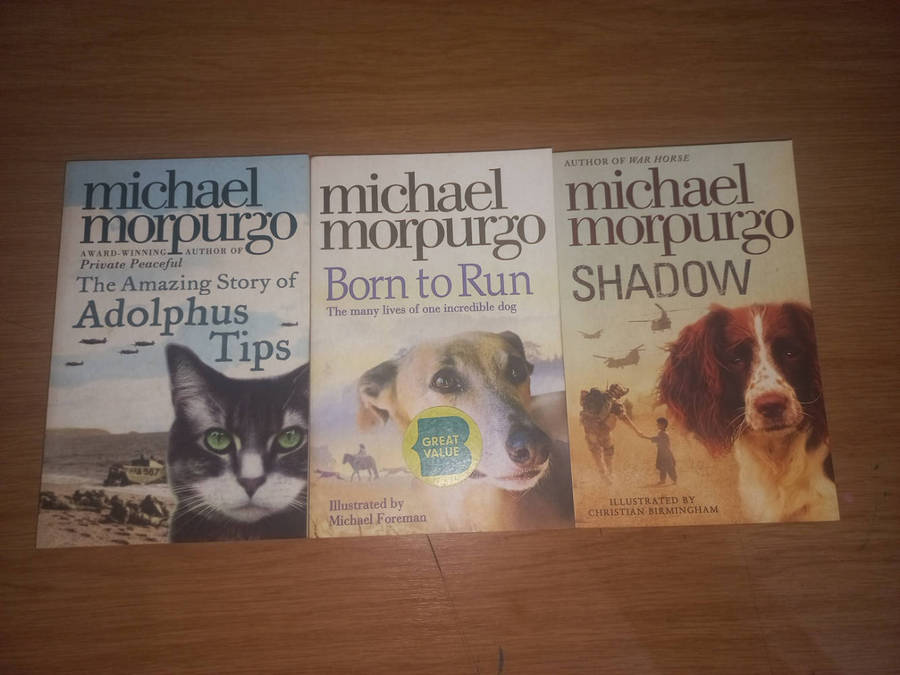 michael
morpurgo
AWARD-WINNING AUTHOR OF
Private Peaceful
The Amazing Story of
Adolphus
Tips
667
michael
morpurgo
Born to Run
The many lives of one incredible dog
B
GREAT
VALUE
Illustrated by
Michael Foreman
AUTHOR OF WAR HORSE
michael
morpurgo
SHADOW
ILLUSTRATED BY
CHRISTIAN BIRMINGHAM